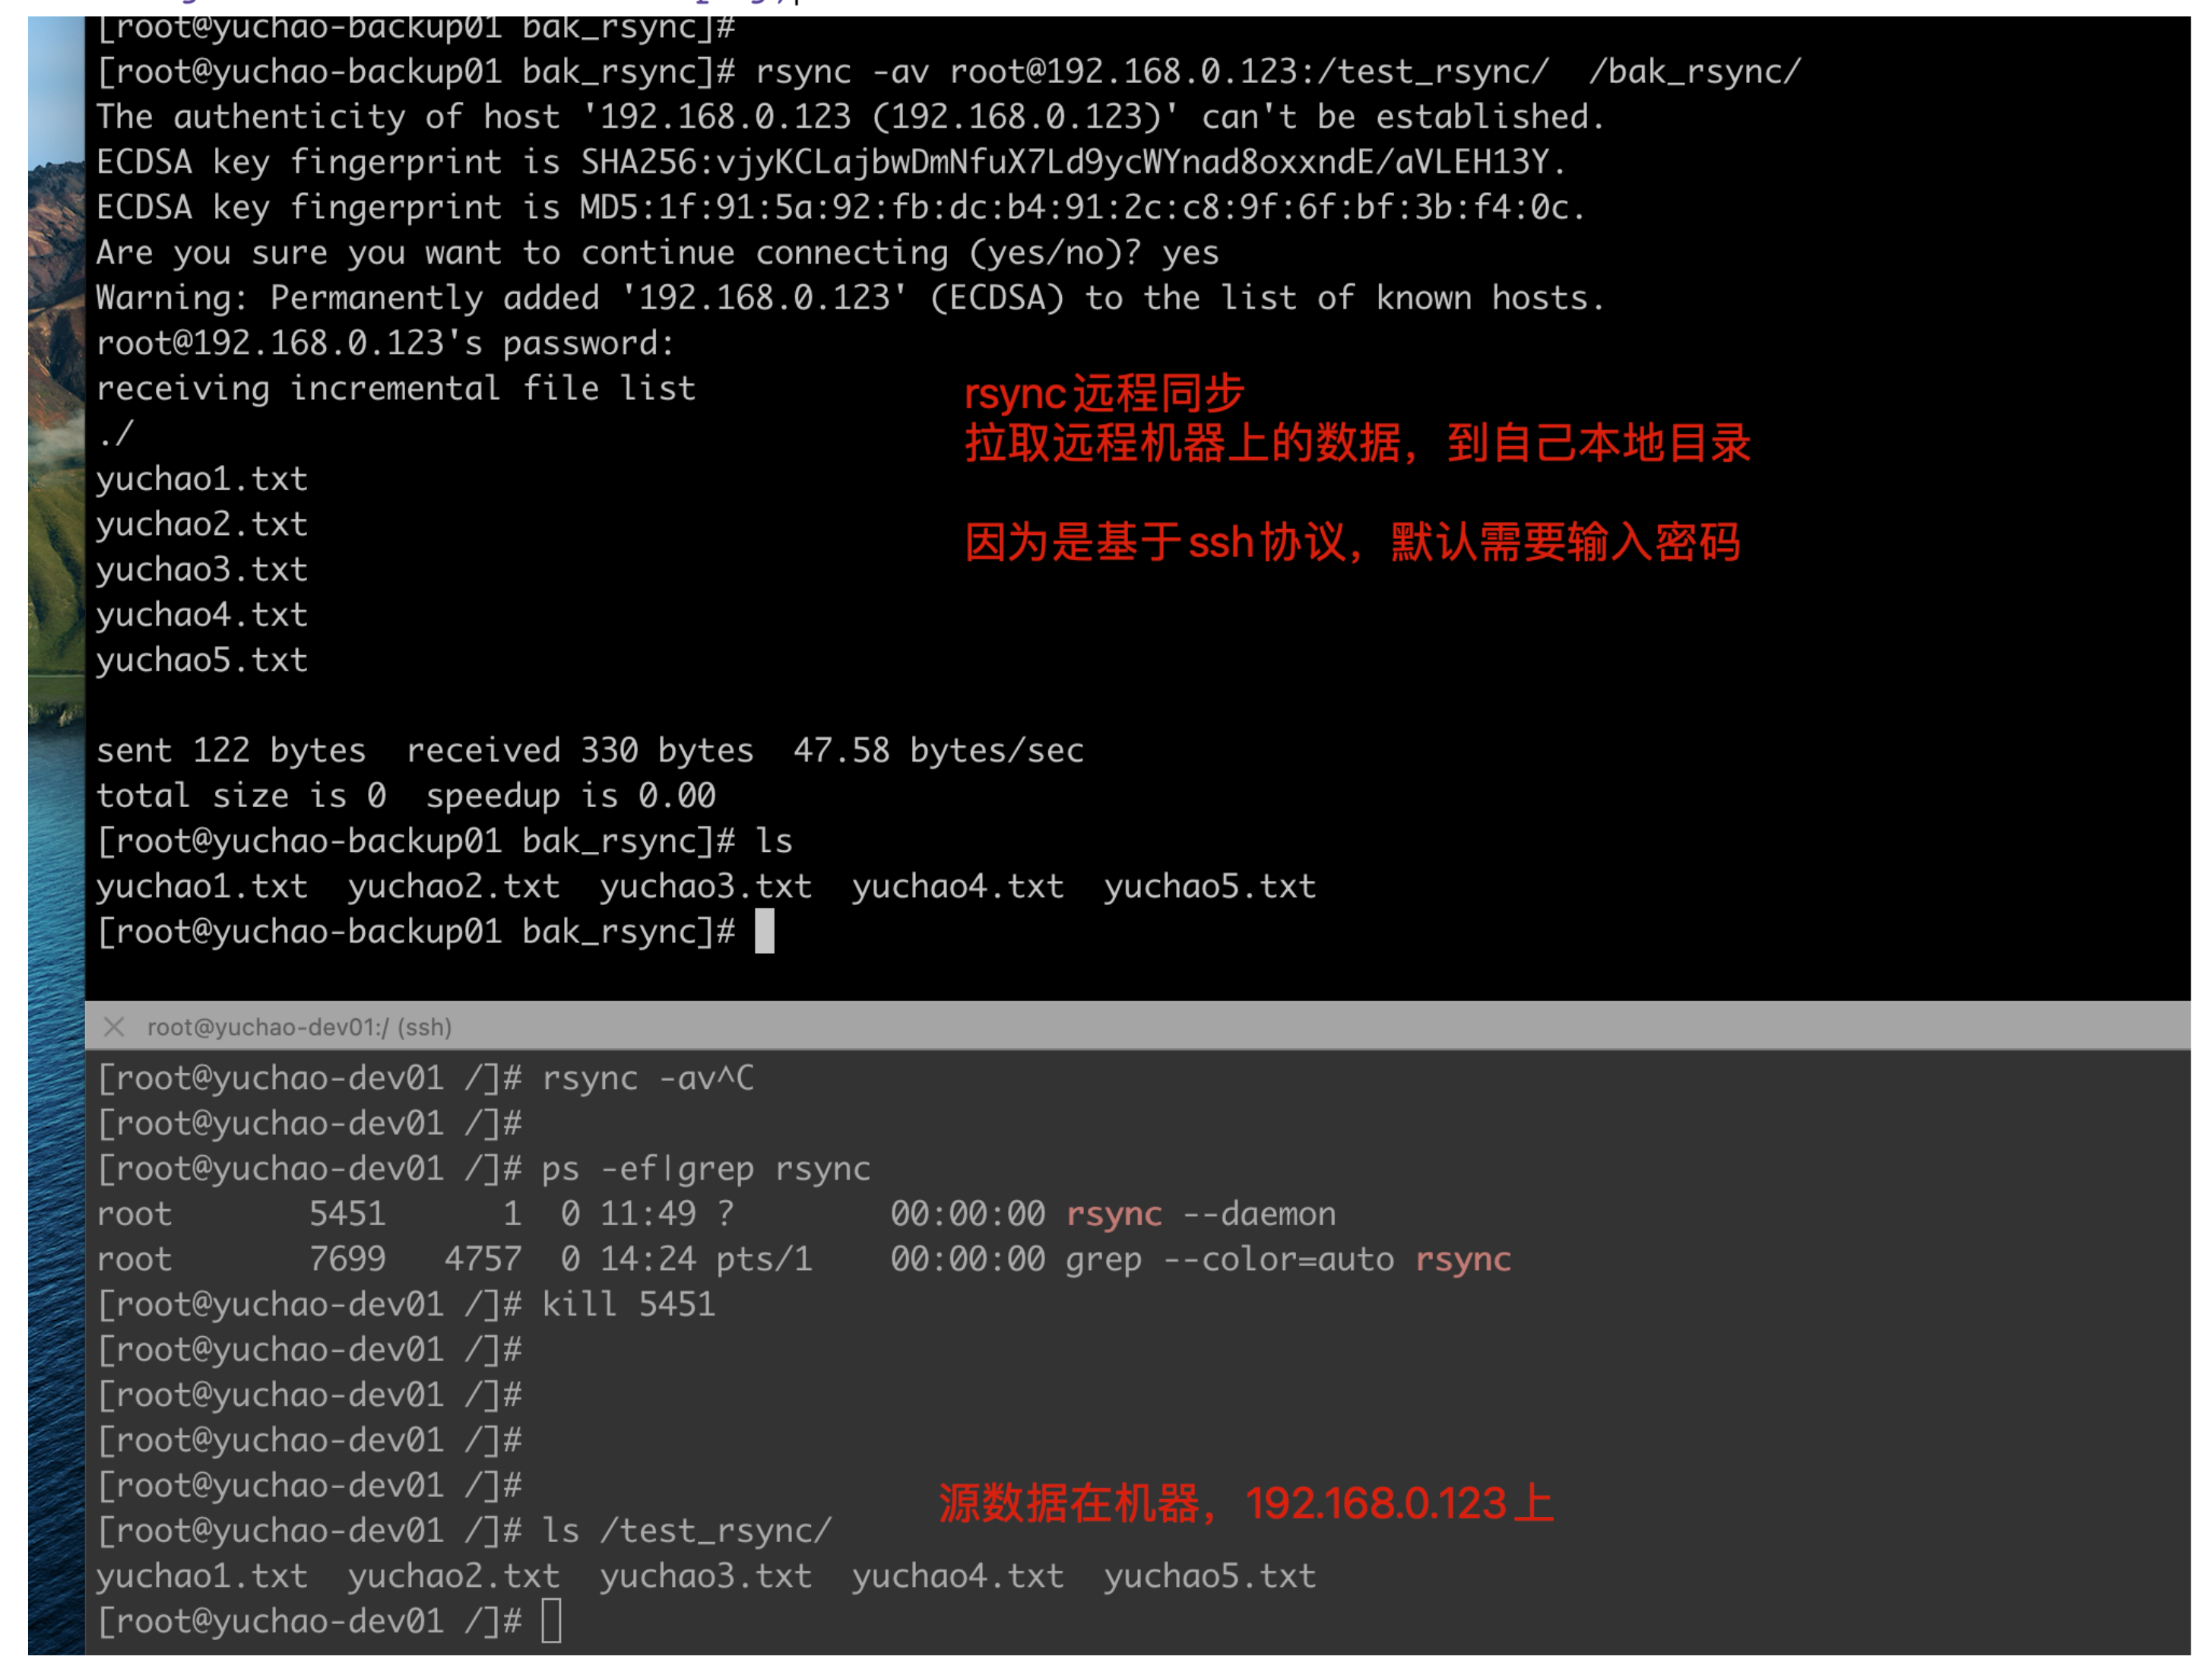 [root@yuchao-backup01 bak_rsync]#
[root@yuchao-backup01 bak_rsync]# rsync -av root@192.168.0.123:/test_rsync/  /bak_rsync/
The authenticity of host '192.168.0.123 (192.168.0.123)' can't be established.
ECDSA key fingerprint is SHA256:vjyKCLajbwDmNfuX7Ld9ycWYnad8oxxndE/aVLEH13Y.
ECDSA key fingerprint is MD5:1f:91:5a:92:fb:dc:b4:91:2c:c8:9f:6f:bf:3b:f4:0c.
Are you sure you want to continue connecting (yes/no)? yes
Warning: Permanently added '192.168.0.123' (ECDSA) to the list of known hosts.
root@192.168.0.123's password:
receiving incremental file list
rsync远程同步
./
拉取远程机器上的数据，到自己本地目录
yuchao1.txt
yuchao2.txt
因为是基于ssh协议，默认需要输入密码
yuchao3.txt
yuchao4.txt
yuchao5.txt
sent 122 bytes  received 330 bytes  47.58 bytes/sec
total size is 0  speedup is 0.00
[root@yuchao-backup01 bak_rsync]# ls
yuchao1.txt  yuchao2.txt  yuchao3.txt  yuchao4.txt  yuchao5.txt
[root@yuchao-backup01 bak_rsync]#
root@yuchao-dev01:/ (ssh)
[root@yuchao-dev01 /]# rsync -av^C
[root@yuchao-dev01 /]#
[root@yuchao-dev01 /]# ps -ef|grep rsync
root       5451      1  0 11:49 ?        00:00:00 rsync --daemon
root       7699   4757  0 14:24 pts/1    00:00:00 grep --color=auto rsync
[root@yuchao-dev01 /]# kill 5451
[root@yuchao-dev01 /]#
[root@yuchao-dev01 /]#
[root@yuchao-dev01 /]#
[root@yuchao-dev01 /]#
源数据在机器，192.168.0.123上
[root@yuchao-dev01 /]# ls /test_rsync/
yuchao1.txt  yuchao2.txt  yuchao3.txt  yuchao4.txt  yuchao5.txt
[root@yuchao-dev01 /]#